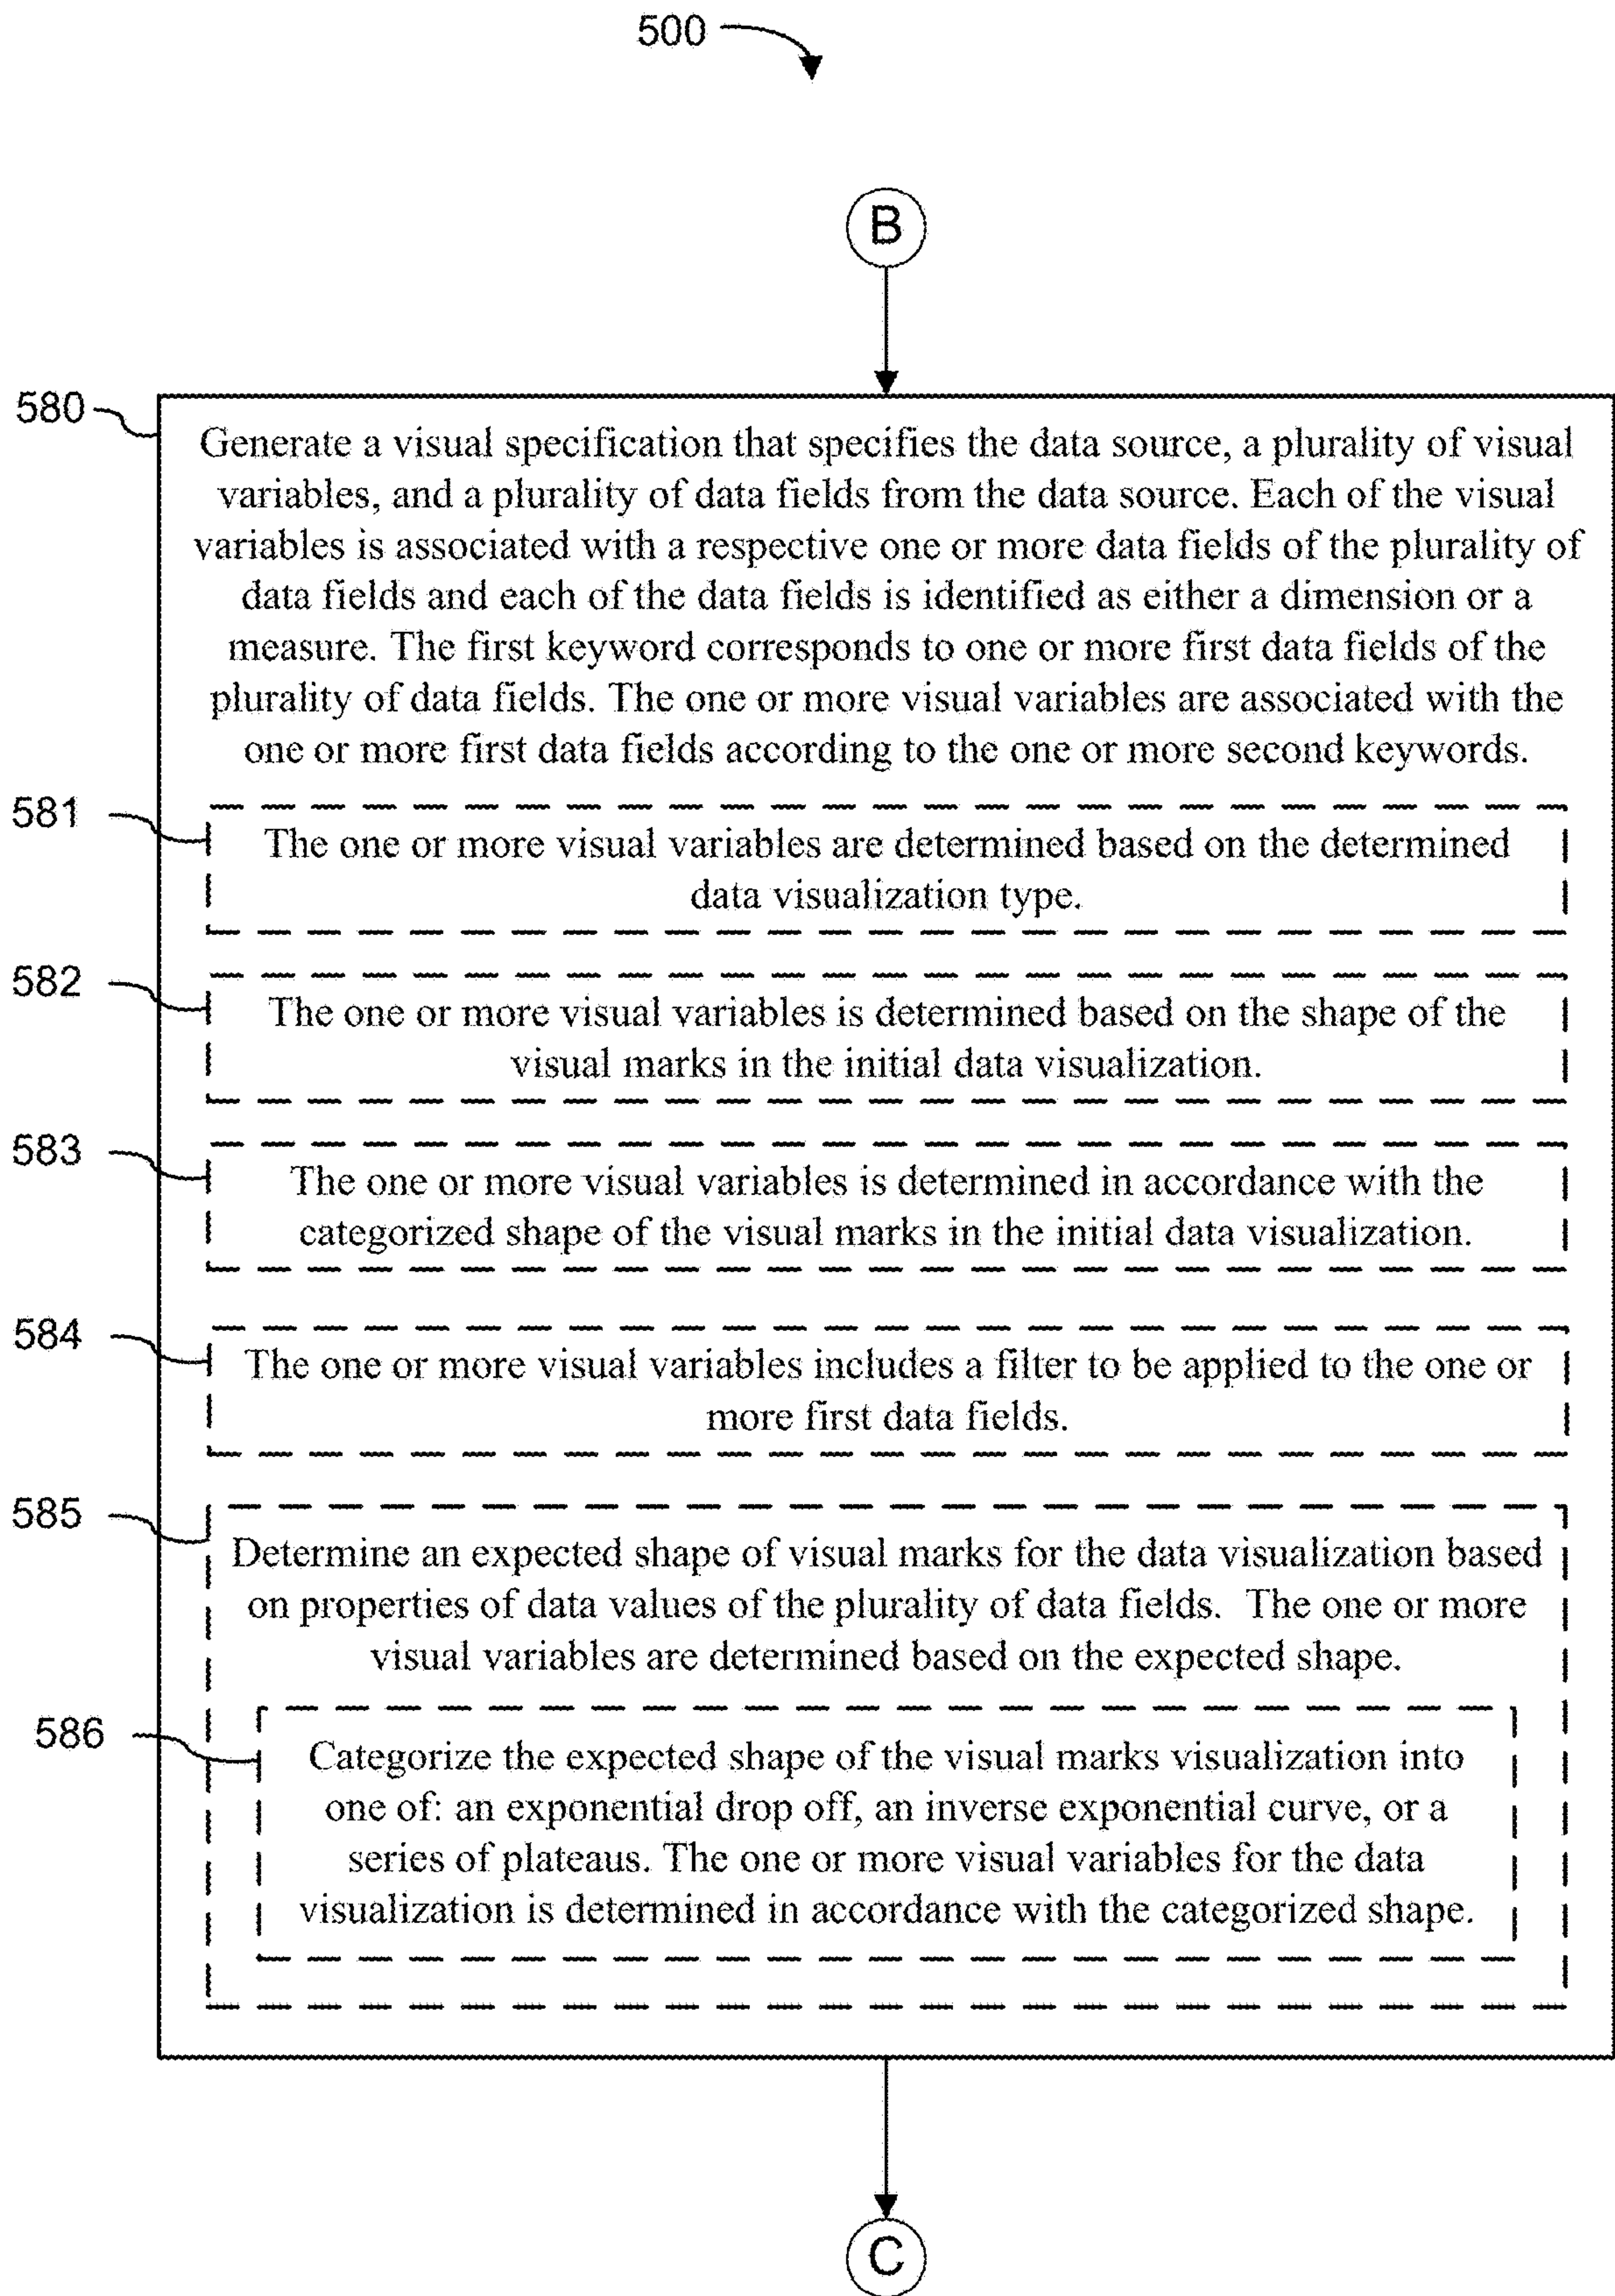 500
B
580
Generate a visual specification that specifies the data source, a plurality of visual
variables, and a plurality of data fields from the data source. Each of the visual
variables is associated with a respective one or more data fields of the plurality of
data fields and each of the data fields is identified as either a dimension or a
measure. The first keyword corresponds to one or more first data fields of the
plurality of data fields. The one or more visual variables are associated with the
one or more first data fields according to the one or more second keywords.
581
The one or more visual variables are determined based on the determined
data visualization type.
582
The one or more visual variables is determined based on the shape of the
visual marks in the initial data visualization.
583
The one or more visual variables is determined in accordance with the
categorized shape of the visual marks in the initial data visualization.
584
The one or more visual variables includes a filter to be applied to the one or
more first data fields.
585
Determine an expected shape of visual marks for the data visualization based
on properties of data values of the plurality of data fields.  The one or more
visual variables are determined based on the expected shape.
586
Categorize the expected shape of the visual marks visualization into
one of: an exponential drop off, an inverse exponential curve, or a
series of plateaus. The one or more visual variables for the data
visualization is determined in accordance with the categorized shape.
C